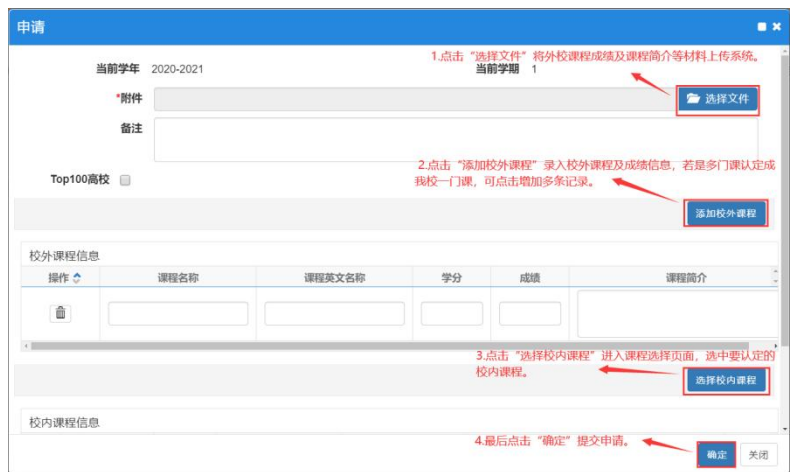 申请
1.点击“选择文件”将外校课程成绩及课程简介等材料上传系统。
当前学年 2020-2021 当前学期 1
*附件 选择文件
备注
2.点击“添加校外课程”录入校外课程及成绩信息，若是多门课认定成
我校一门课，可点击增加多条记录。
Top100高校
添加校外课程
校外课程信息
操作 课程名称 课程英文名称 学分 成绩 课程简介
3.点击“选择校内课程”进入课程选择页面，选中要认定的
校内课程。
选择校内课程
校内课程信息
4.最后点击“确定”提交申请。
确定 关闭